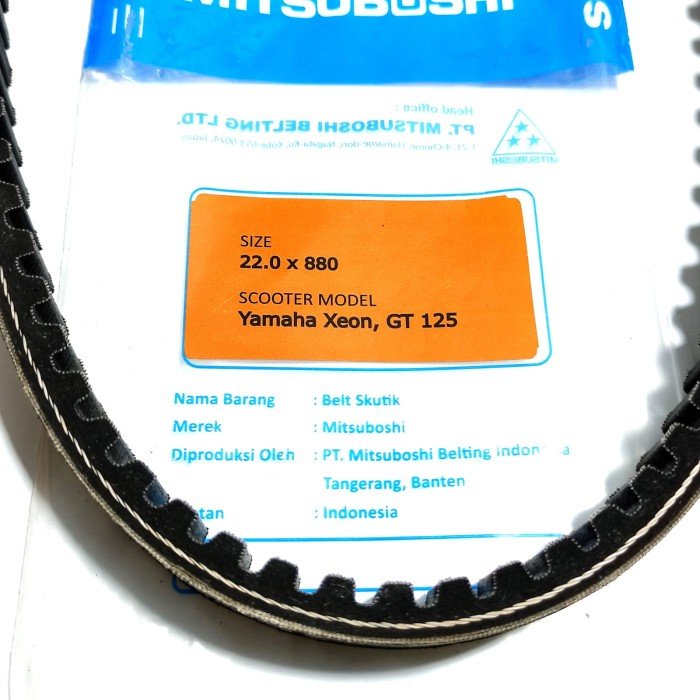 MITSUBOSHI
S
Head office :
PT. MITSUBOSHI BELTING LTD.
MITSUBOSHI
SIZE
22.0 x 880
SCOOTER MODEL
Yamaha Xeon, GT 125
Nama Barang : Belt Skutik
Merek : Mitsuboshi
Diproduksi Oleh : PT. Mitsuboshi Belting
Tangerang, Banten
: Indonesia